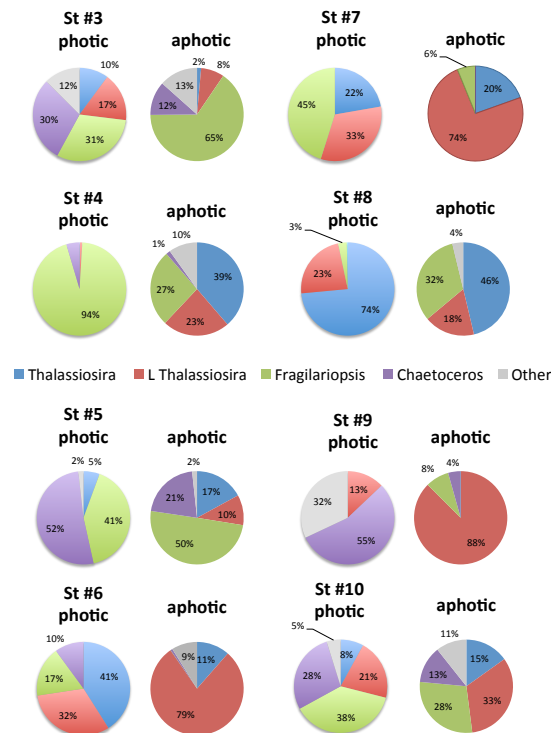 St #3
photic
aphotic
10%
17%
31%
30%
12%
2%
8%
65%
12%
13%
St #7
photic
aphotic
22%
33%
45%
6%
20%
74%
St #4
photic
aphotic
94%
1%
10%
39%
23%
27%
St #8
photic
aphotic
3%
23%
74%
4%
46%
18%
32%
Thalassiosira L Thalassiosira Fragilariopsis Chaetoceros Other
St #5
photic
aphotic
2%
5%
41%
52%
2%
17%
10%
50%
21%
St #9
photic
aphotic
13%
55%
32%
8%
4%
88%
St #6
photic
aphotic
10%
41%
32%
17%
9%
11%
79%
St #10
photic
aphotic
5%
8%
21%
38%
28%
11%
15%
33%
28%
13%